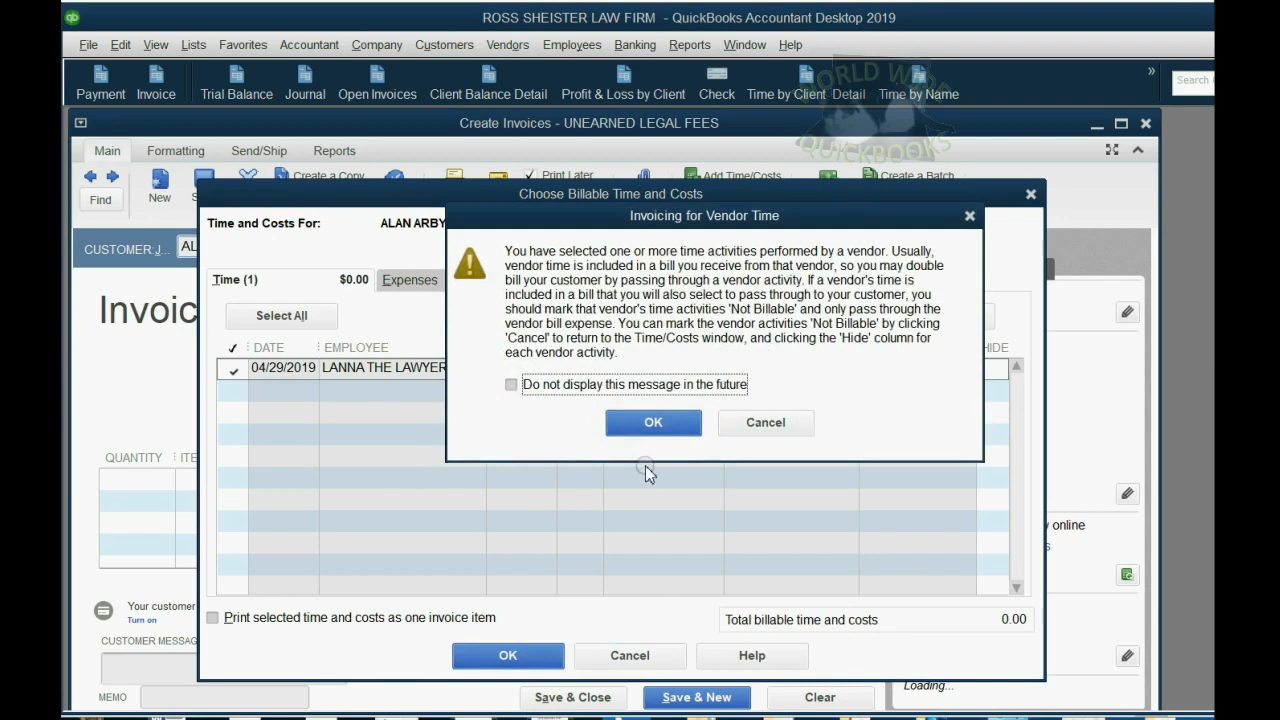 ROSS SHEISTER LAW FIRM - QuickBooks Accountant Desktop 2019
File Edit View Lists Favorites Accountant Company Customers Vendors Employees Banking Reports Window Help
WORLD WIDE
QUICKBOOKS
Payment Invoice Trial Balance Journal Open Invoices Client Balance Detail Profit & Loss by Client Check Time by Client Detail Time by Name
» Search
Create Invoices - UNEARNED LEGAL FEES
Main Formatting Send/Ship Reports
Find New Create a Copy Print Later Add Time/Costs Create a Batch
Choose Billable Time and Costs
Time and Costs For: ALAN ARBY
CUSTOMER:J... AL
Invoic
Time (1) $0.00 Expenses
Select All
DATE EMPLOYEE HIDE
04/29/2019 LANNA THE LAWYER
Invoicing for Vendor Time
You have selected one or more time activities performed by a vendor. Usually,
vendor time is included in a bill you receive from that vendor, so you may double
bill your customer by passing through a vendor activity. If a vendor's time is
included in a bill that you will also select to pass through to your customer, you
should mark that vendor's time activities 'Not Billable' and only pass through the
vendor bill expense. You can mark the vendor activities 'Not Billable' by clicking
'Cancel' to return to the Time/Costs window, and clicking the 'Hide' column for
each vendor activity.
Do not display this message in the future
OK Cancel
QUANTITY ITE
y online
s
Your customer
Turn on
CUSTOMER MESSAG
MEMO
Print selected time and costs as one invoice item
Total billable time and costs 0.00
OK Cancel Help
Loading...
Save & Close Save & New Clear